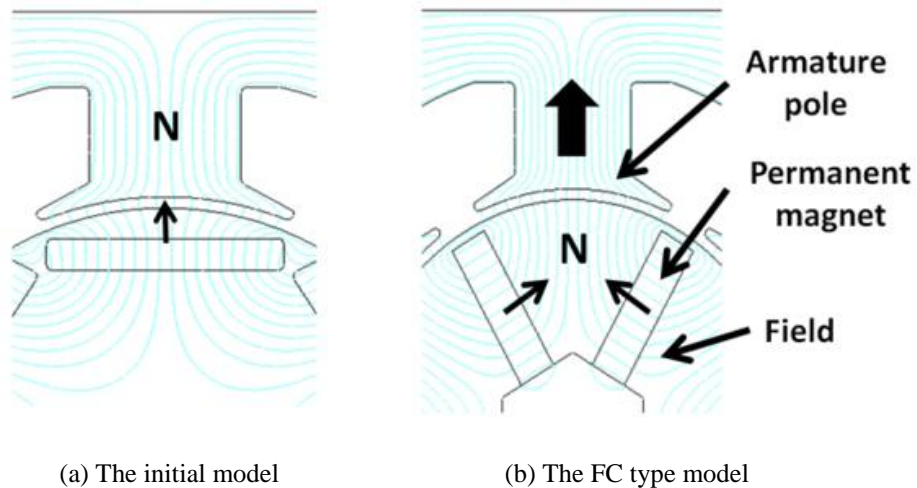 N
N
Armature
pole
Permanent
magnet
Field
(a) The initial model
(b) The FC type model